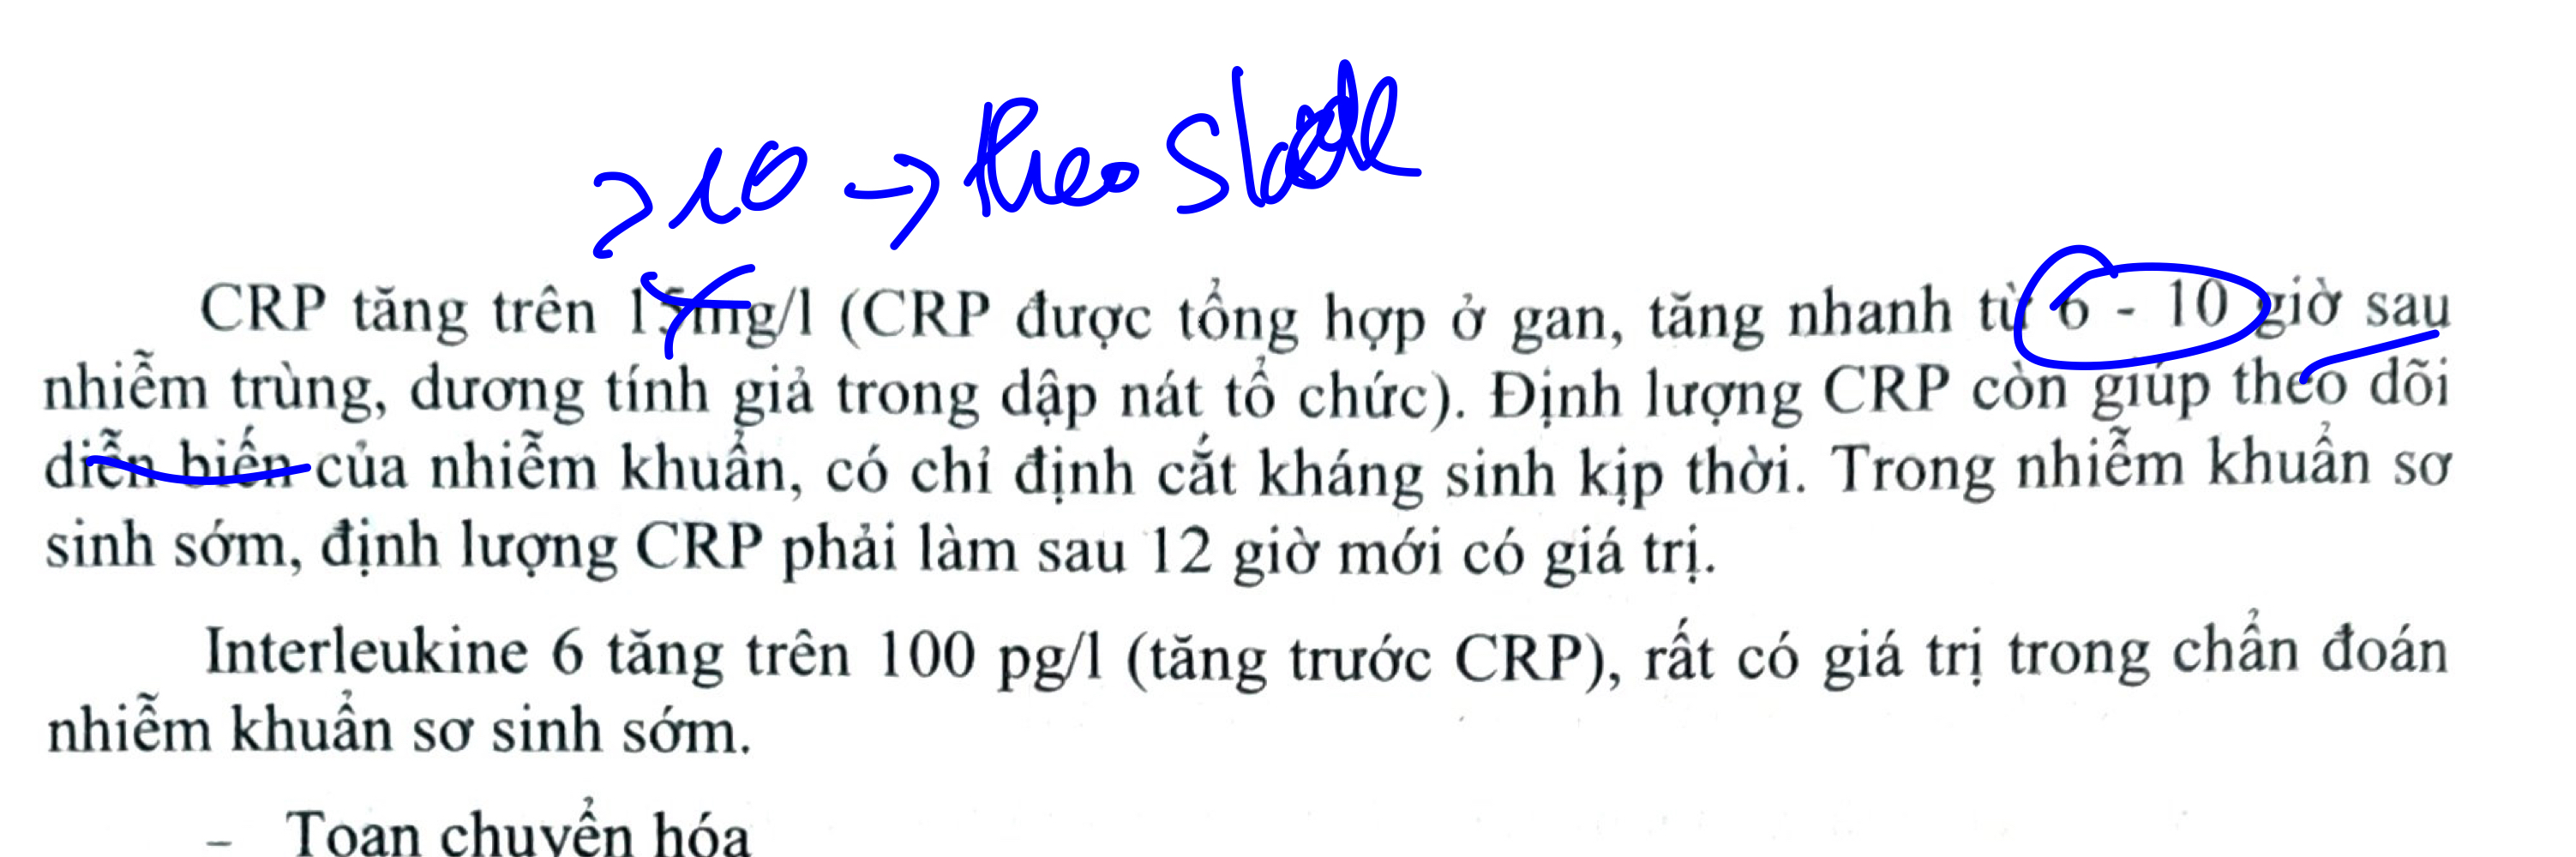 >10 → theo Slade
CRP tăng trên 15mg/l (CRP được tổng hợp ở gan, tăng nhanh từ 6 - 10 giờ sau
nhiễm trùng, dương tính giả trong dập nát tổ chức). Định lượng CRP còn giúp theo dõi
diễn biến của nhiễm khuẩn, có chỉ định cắt kháng sinh kịp thời. Trong nhiễm khuẩn sơ
sinh sớm, định lượng CRP phải làm sau 12 giờ mới có giá trị.
Interleukine 6 tăng trên 100 pg/l (tăng trước CRP), rất có giá trị trong chẩn đoán
nhiễm khuẩn sơ sinh sớm.
– Toan chuyển hóa